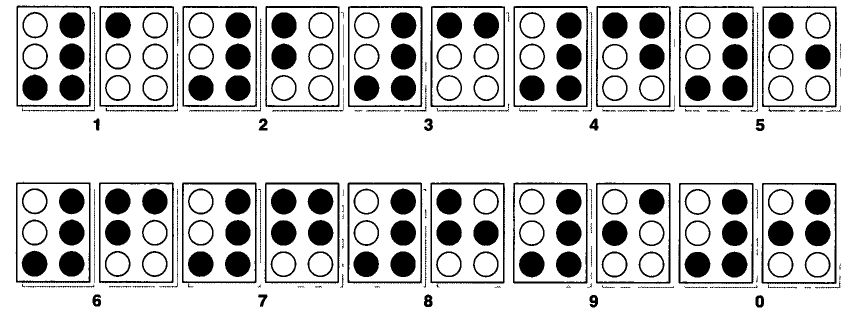 ⠼⠁ ⠼⠃ ⠼⠉ ⠼⠙ ⠼⠑
1 2 3 4 5
⠼⠋ ⠼⠛ ⠼⠓ ⠼⠊ ⠼⠚
6 7 8 9 0